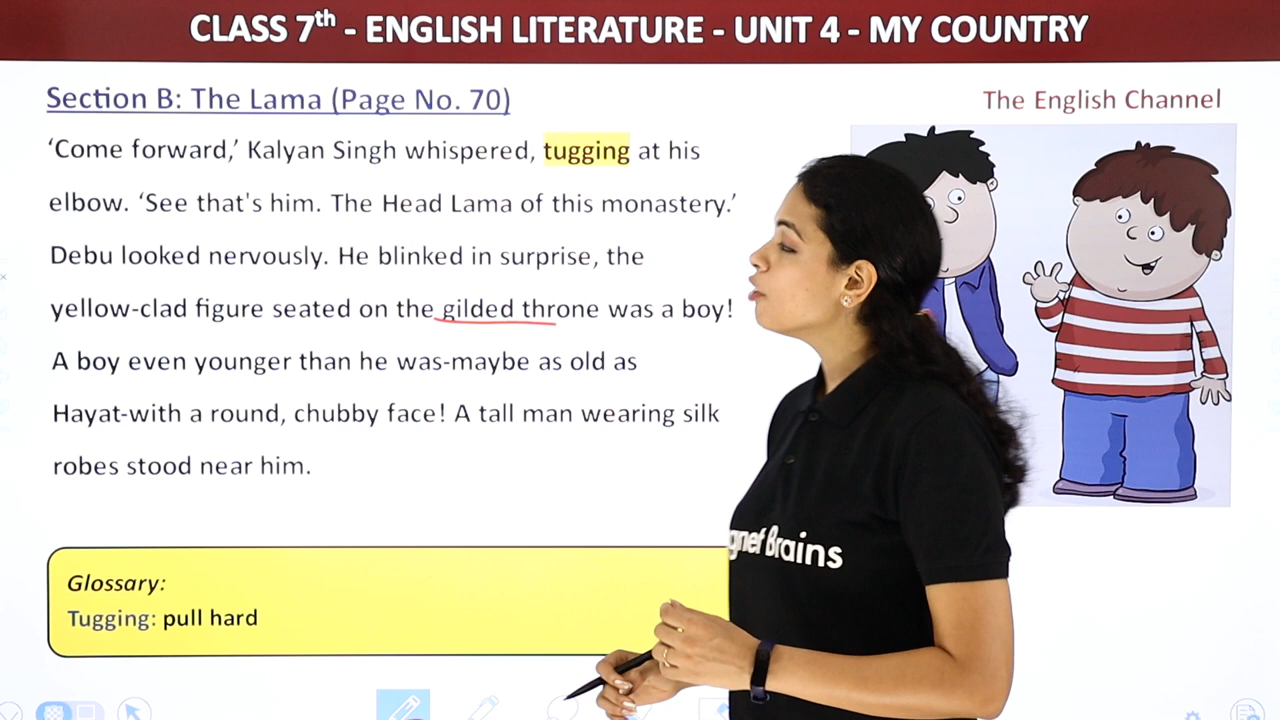 CLASS 7th - ENGLISH LITERATURE - UNIT 4 - MY COUNTRY
Section B: The Lama (Page No. 70)
The English Channel
‘Come forward,’ Kalyan Singh whispered, tugging at his
elbow. ‘See that's him. The Head Lama of this monastery.’
Debu looked nervously. He blinked in surprise, the
yellow-clad figure seated on the gilded throne was a boy!
A boy even younger than he was-maybe as old as
Hayat-with a round, chubby face! A tall man wearing silk
robes stood near him.
Glossary:
Tugging: pull hard
Brains